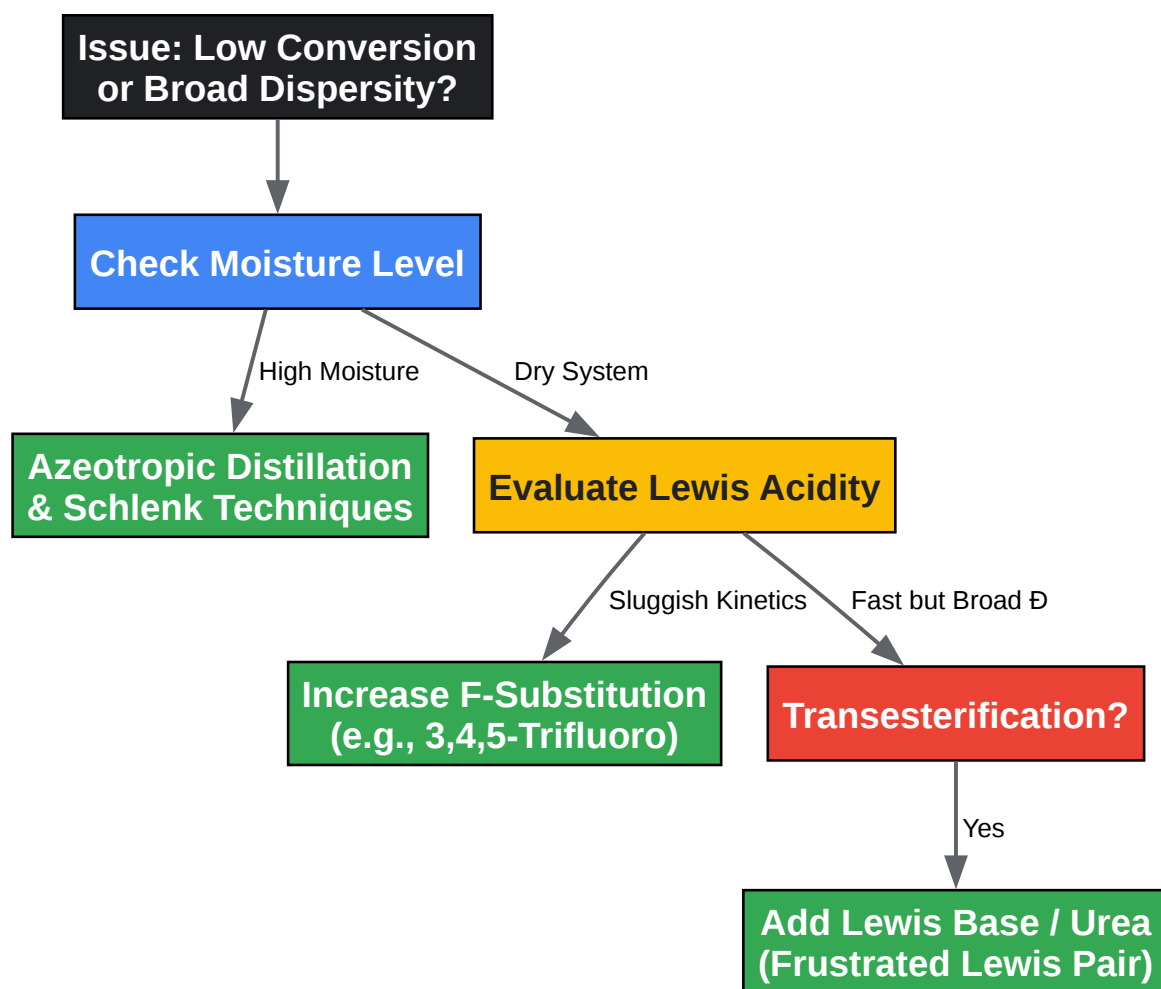 Issue: Low Conversion
or Broad Dispersity?
Check Moisture Level
High Moisture
Dry System
Azeotropic Distillation
& Schlenk Techniques
Evaluate Lewis Acidity
Sluggish Kinetics
Fast but Broad Đ
Increase F-Substitution
(e.g., 3,4,5-Trifluoro)
Transesterification?
Yes
Add Lewis Base / Urea
(Frustrated Lewis Pair)